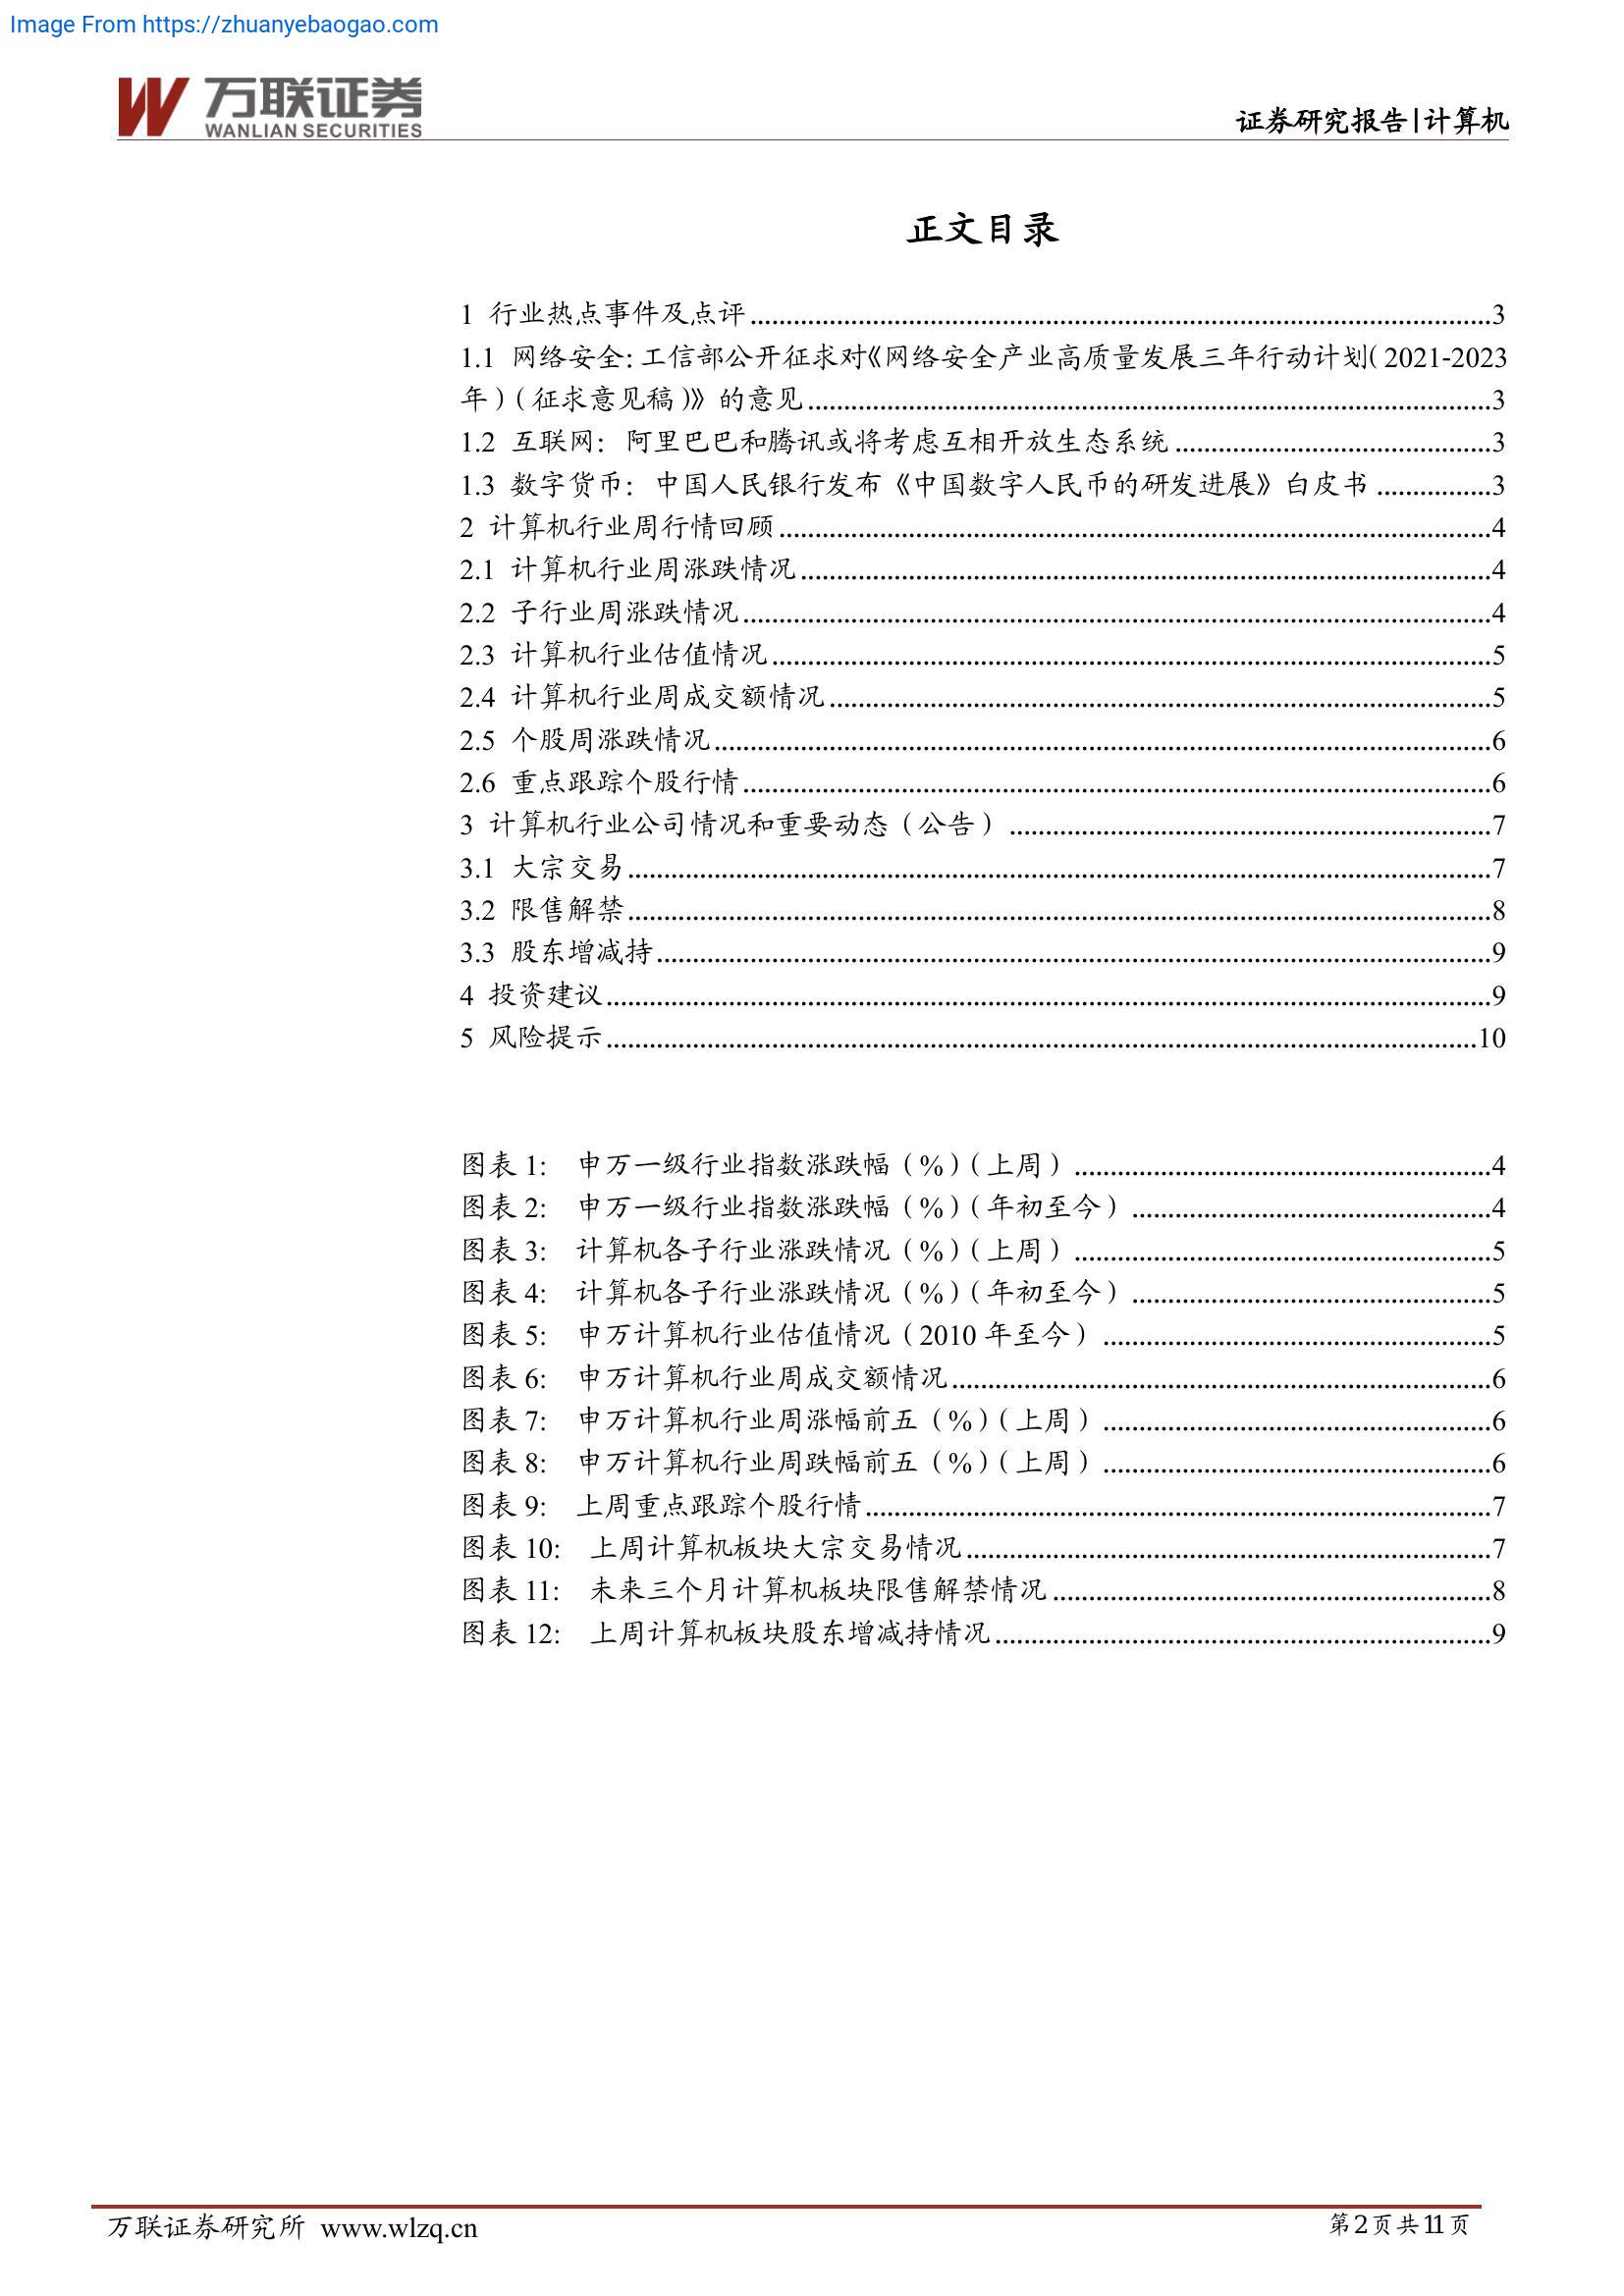 Image From https://zhuanyebaogao.com
万联证券
WANLIAN SECURITIES
证券研究报告|计算机
正文目录
1 行业热点事件及点评......3
1.1 网络安全：工信部公开征求对《网络安全产业高质量发展三年行动计划（2021-2023
年）（征求意见稿）》的意见......3
1.2 互联网：阿里巴巴和腾讯或将考虑互相开放生态系统......3
1.3 数字货币：中国人民银行发布《中国数字人民币的研发进展》白皮书......3
2 计算机行业周行情回顾......4
2.1 计算机行业周涨跌情况......4
2.2 子行业周涨跌情况......4
2.3 计算机行业估值情况......5
2.4 计算机行业周成交额情况......5
2.5 个股周涨跌情况......6
2.6 重点跟踪个股行情......6
3 计算机行业公司情况和重要动态（公告）......7
3.1 大宗交易......7
3.2 限售解禁......8
3.3 股东增减持......9
4 投资建议......9
5 风险提示......10
图表 1： 申万一级行业指数涨跌幅（%）（上周）......4
图表 2： 申万一级行业指数涨跌幅（%）（年初至今）......4
图表 3： 计算机各子行业涨跌情况（%）（上周）......5
图表 4： 计算机各子行业涨跌情况（%）（年初至今）......5
图表 5： 申万计算机行业估值情况（2010 年至今）......5
图表 6： 申万计算机行业周成交额情况......6
图表 7： 申万计算机行业周涨幅前五（%）（上周）......6
图表 8： 申万计算机行业周跌幅前五（%）（上周）......6
图表 9： 上周重点跟踪个股行情......7
图表 10： 上周计算机板块大宗交易情况......7
图表 11： 未来三个月计算机板块限售解禁情况......8
图表 12： 上周计算机板块股东增减持情况......9
万联证券研究所 www.wlzq.cn
第 2 页 共 11 页